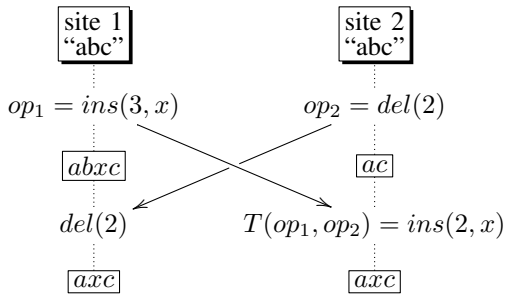 site 1 site 2
“abc” “abc”
op₁ = ins(3, x) op₂ = del(2)
abxc ac
del(2) T(op₁, op₂) = ins(2, x)
axc axc